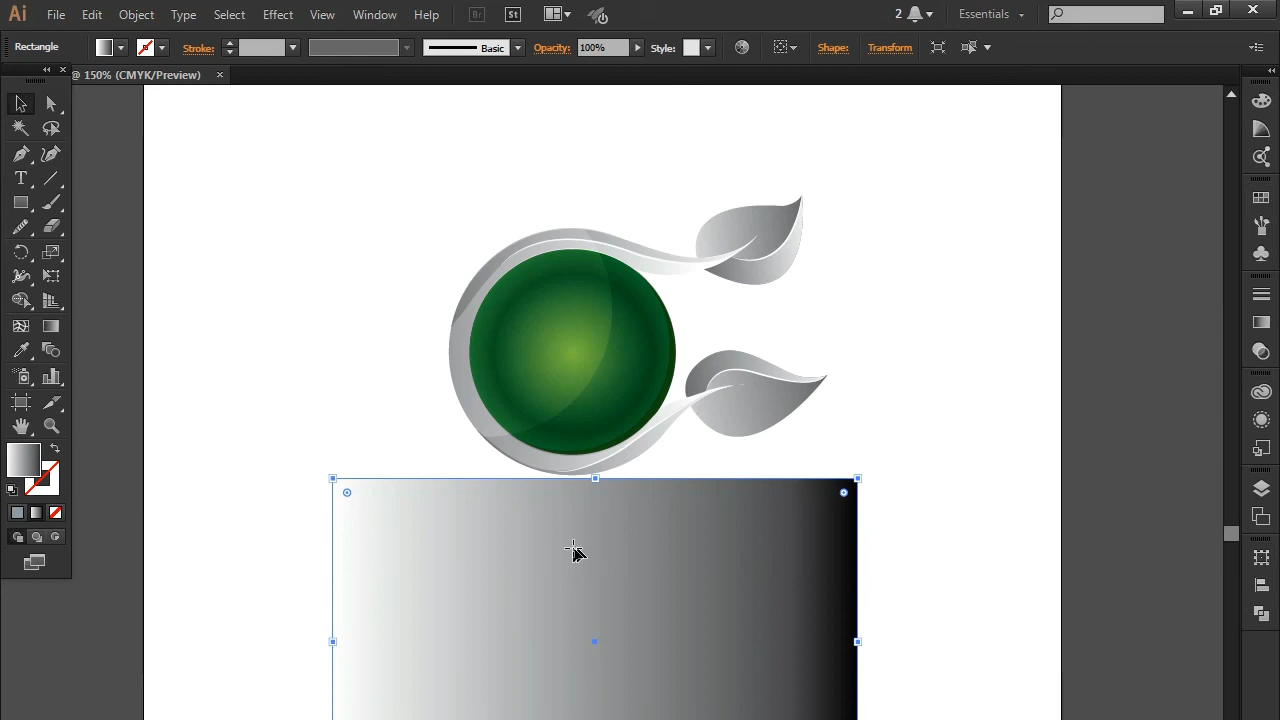 Ai File Edit Object Type Select Effect View Window Help Br St 2 Essentials
Rectangle Stroke: Basic Opacity: 100% Style: Shape: Transform
@ 150% (CMYK/Preview) ×
T